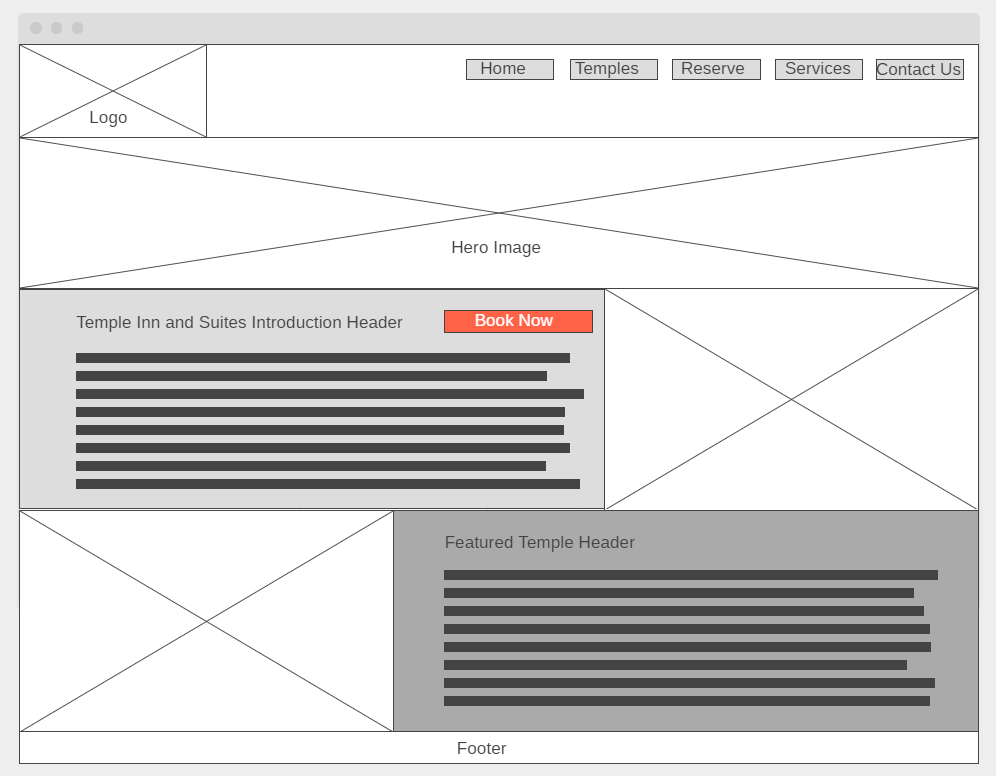 Home
Temples
Reserve
Services
Contact Us
Logo
Hero Image
Temple Inn and Suites Introduction Header
Book Now
Featured Temple Header
Footer